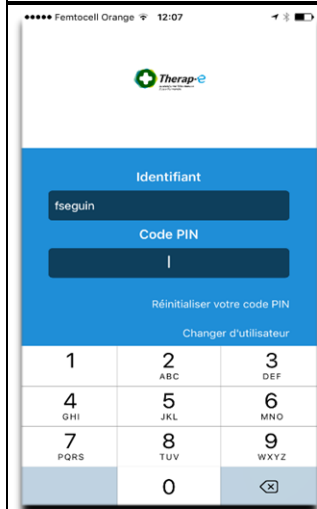 Femtocell Orange 12:07
Therap-e
Identifiant
fseguin
Code PIN
Réinitialiser votre code PIN
Changer d'utilisateur
1 2 3
ABC DEF
4 5 6
GHI JKL MNO
7 8 9
PQRS TUV WXYZ
0